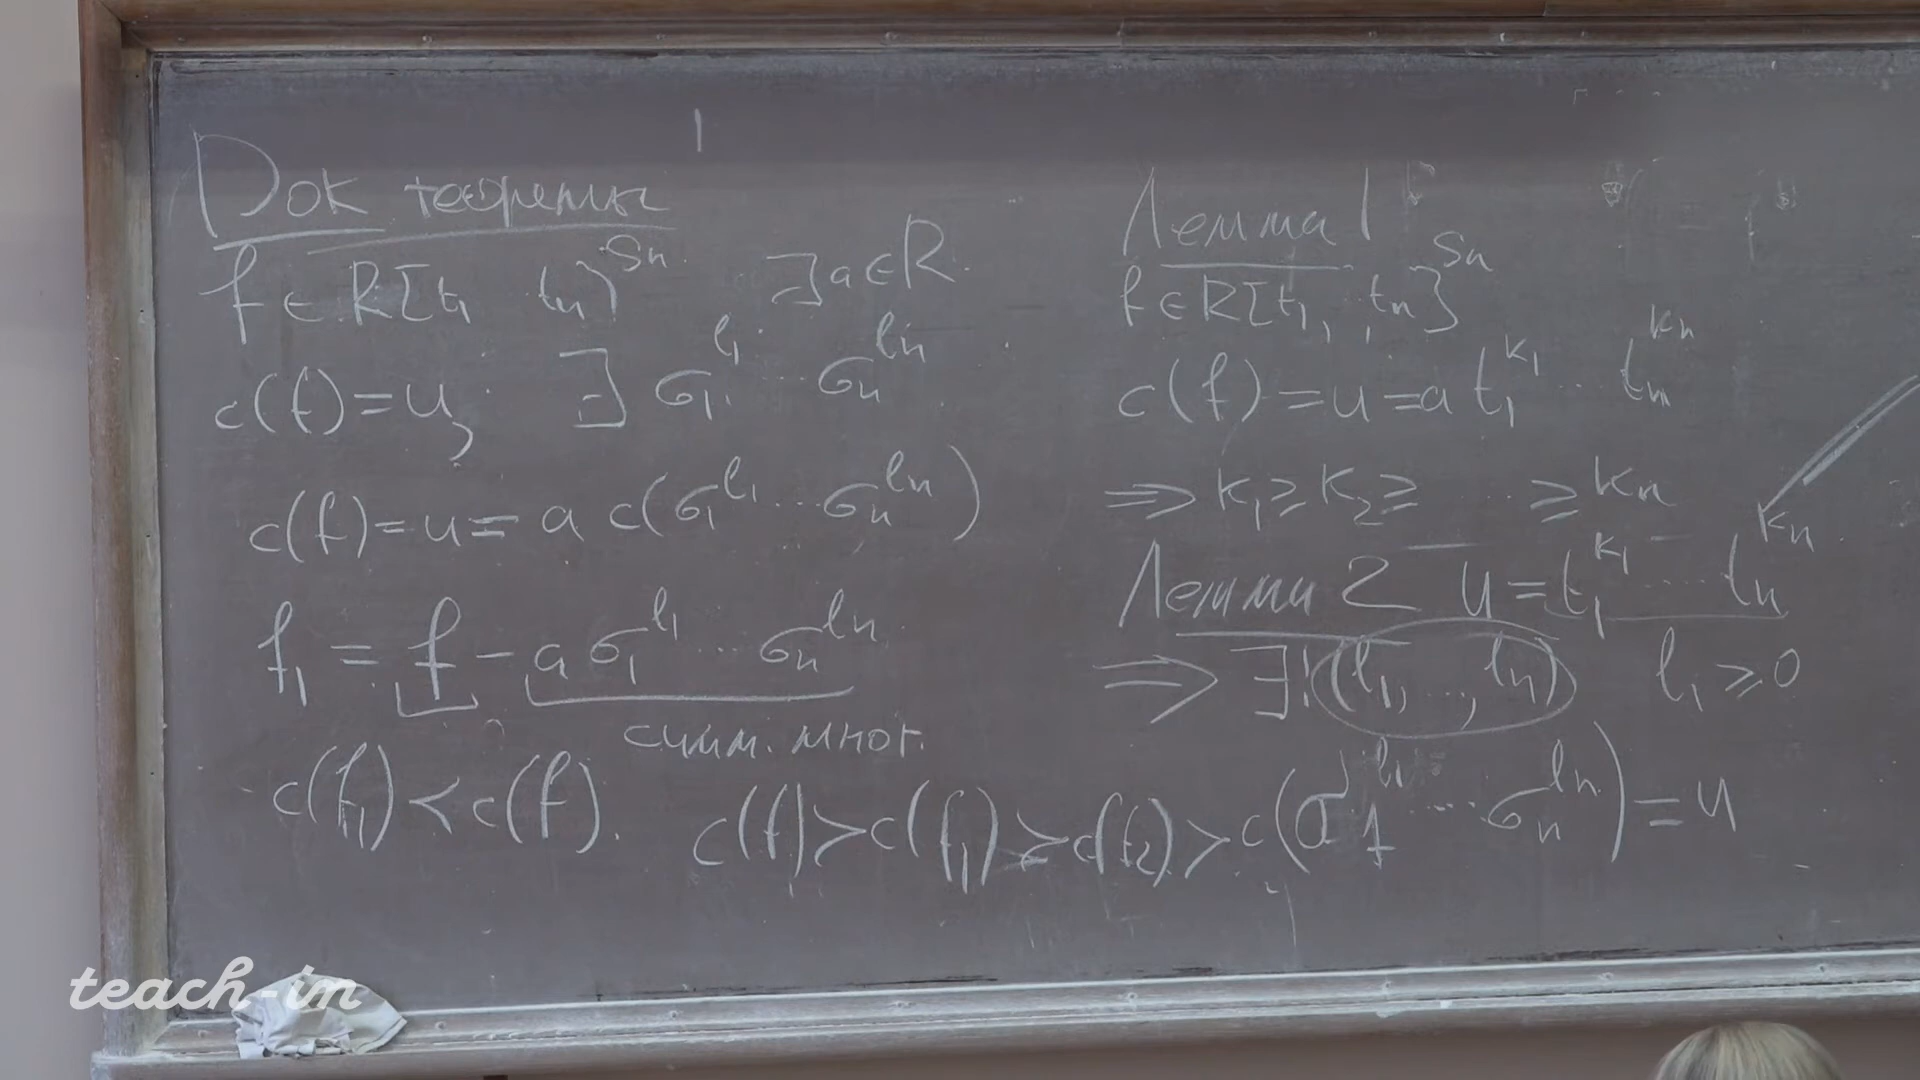 Док теоремы
f ∈ R[t₁ tₙ]^{Sₙ} ∃ a ∈ R.
c(f) = u, ∃ σ₁^{l₁} ... σₙ^{lₙ}
c(f) = u = a c(σ₁^{l₁} ... σₙ^{lₙ})
f₁ = f - a σ₁^{l₁} ... σₙ^{lₙ}
симм. мног.
c(f₁) < c(f).
c(f) > c(f₁) > c(f₂) >
Лемма 1
f ∈ R[t₁, , tₙ]^{Sₙ}
c(f) = u = a t₁^{k₁} ... tₙ^{kₙ}
⇒ k₁ ≥ k₂ ≥ ... ≥ kₙ
Лемма 2 u = t₁^{k₁} ... tₙ^{kₙ}
⇒ ∃! (l₁, ..., lₙ) l₁ ≥ 0
c(σ₁^{l₁} ... σₙ^{lₙ}) = u
teach-in